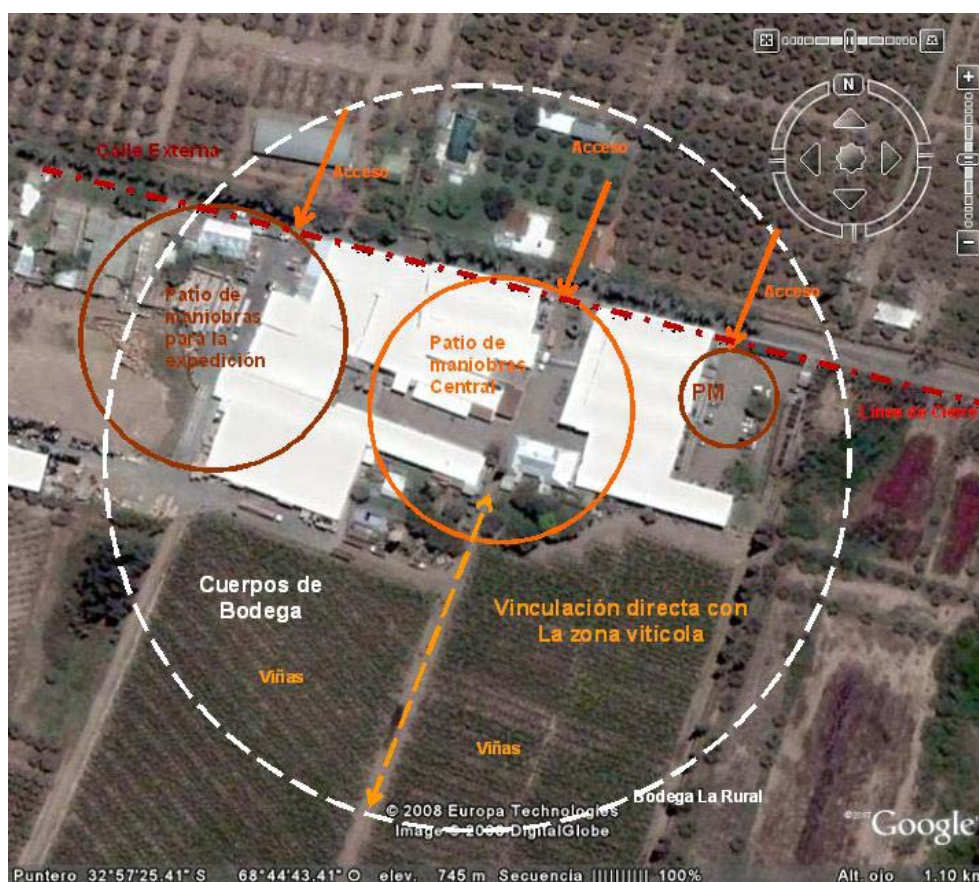 N
Calle Externa
Acceso
Acceso
Acceso
Patio de
maniobras
para la
expedición
Patio de
maniobras
Central
PM
Linea de Cierre
Cuerpos de
Bodega
Vinculación directa con
La zona vitícola
Viñas
Viñas
Bodega La Rural
© 2008 Europa Technologies
Image © 2008 DigitalGlobe
©2007 Google
Puntero 32°57'25.41" S 68°44'43.41" O elev. 745 m Secuencia |||||||||| 100% Alt. ojo 1.10 k